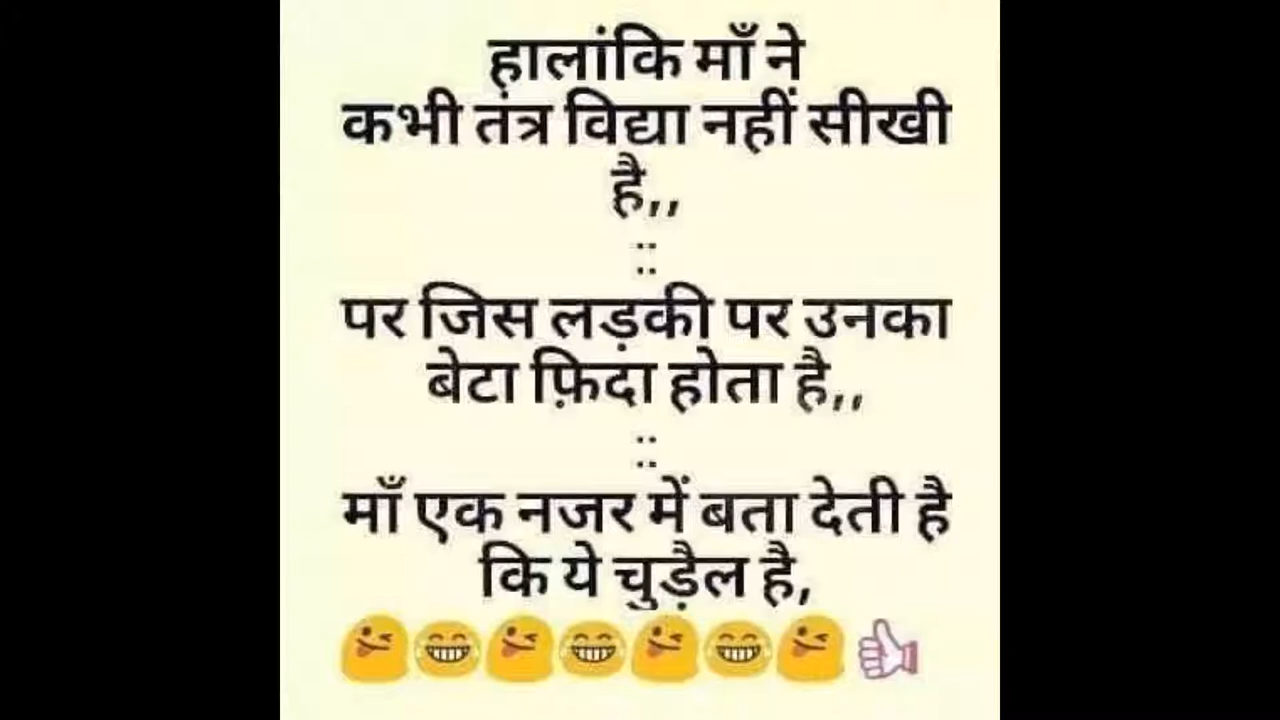 हालांकि माँ ने
कभी तंत्र विद्या नहीं सीखी
है,,
::
पर जिस लड़की पर उनका
बेटा फ़िदा होता है,,
::
माँ एक नजर में बता देती है
कि ये चुड़ैल है,